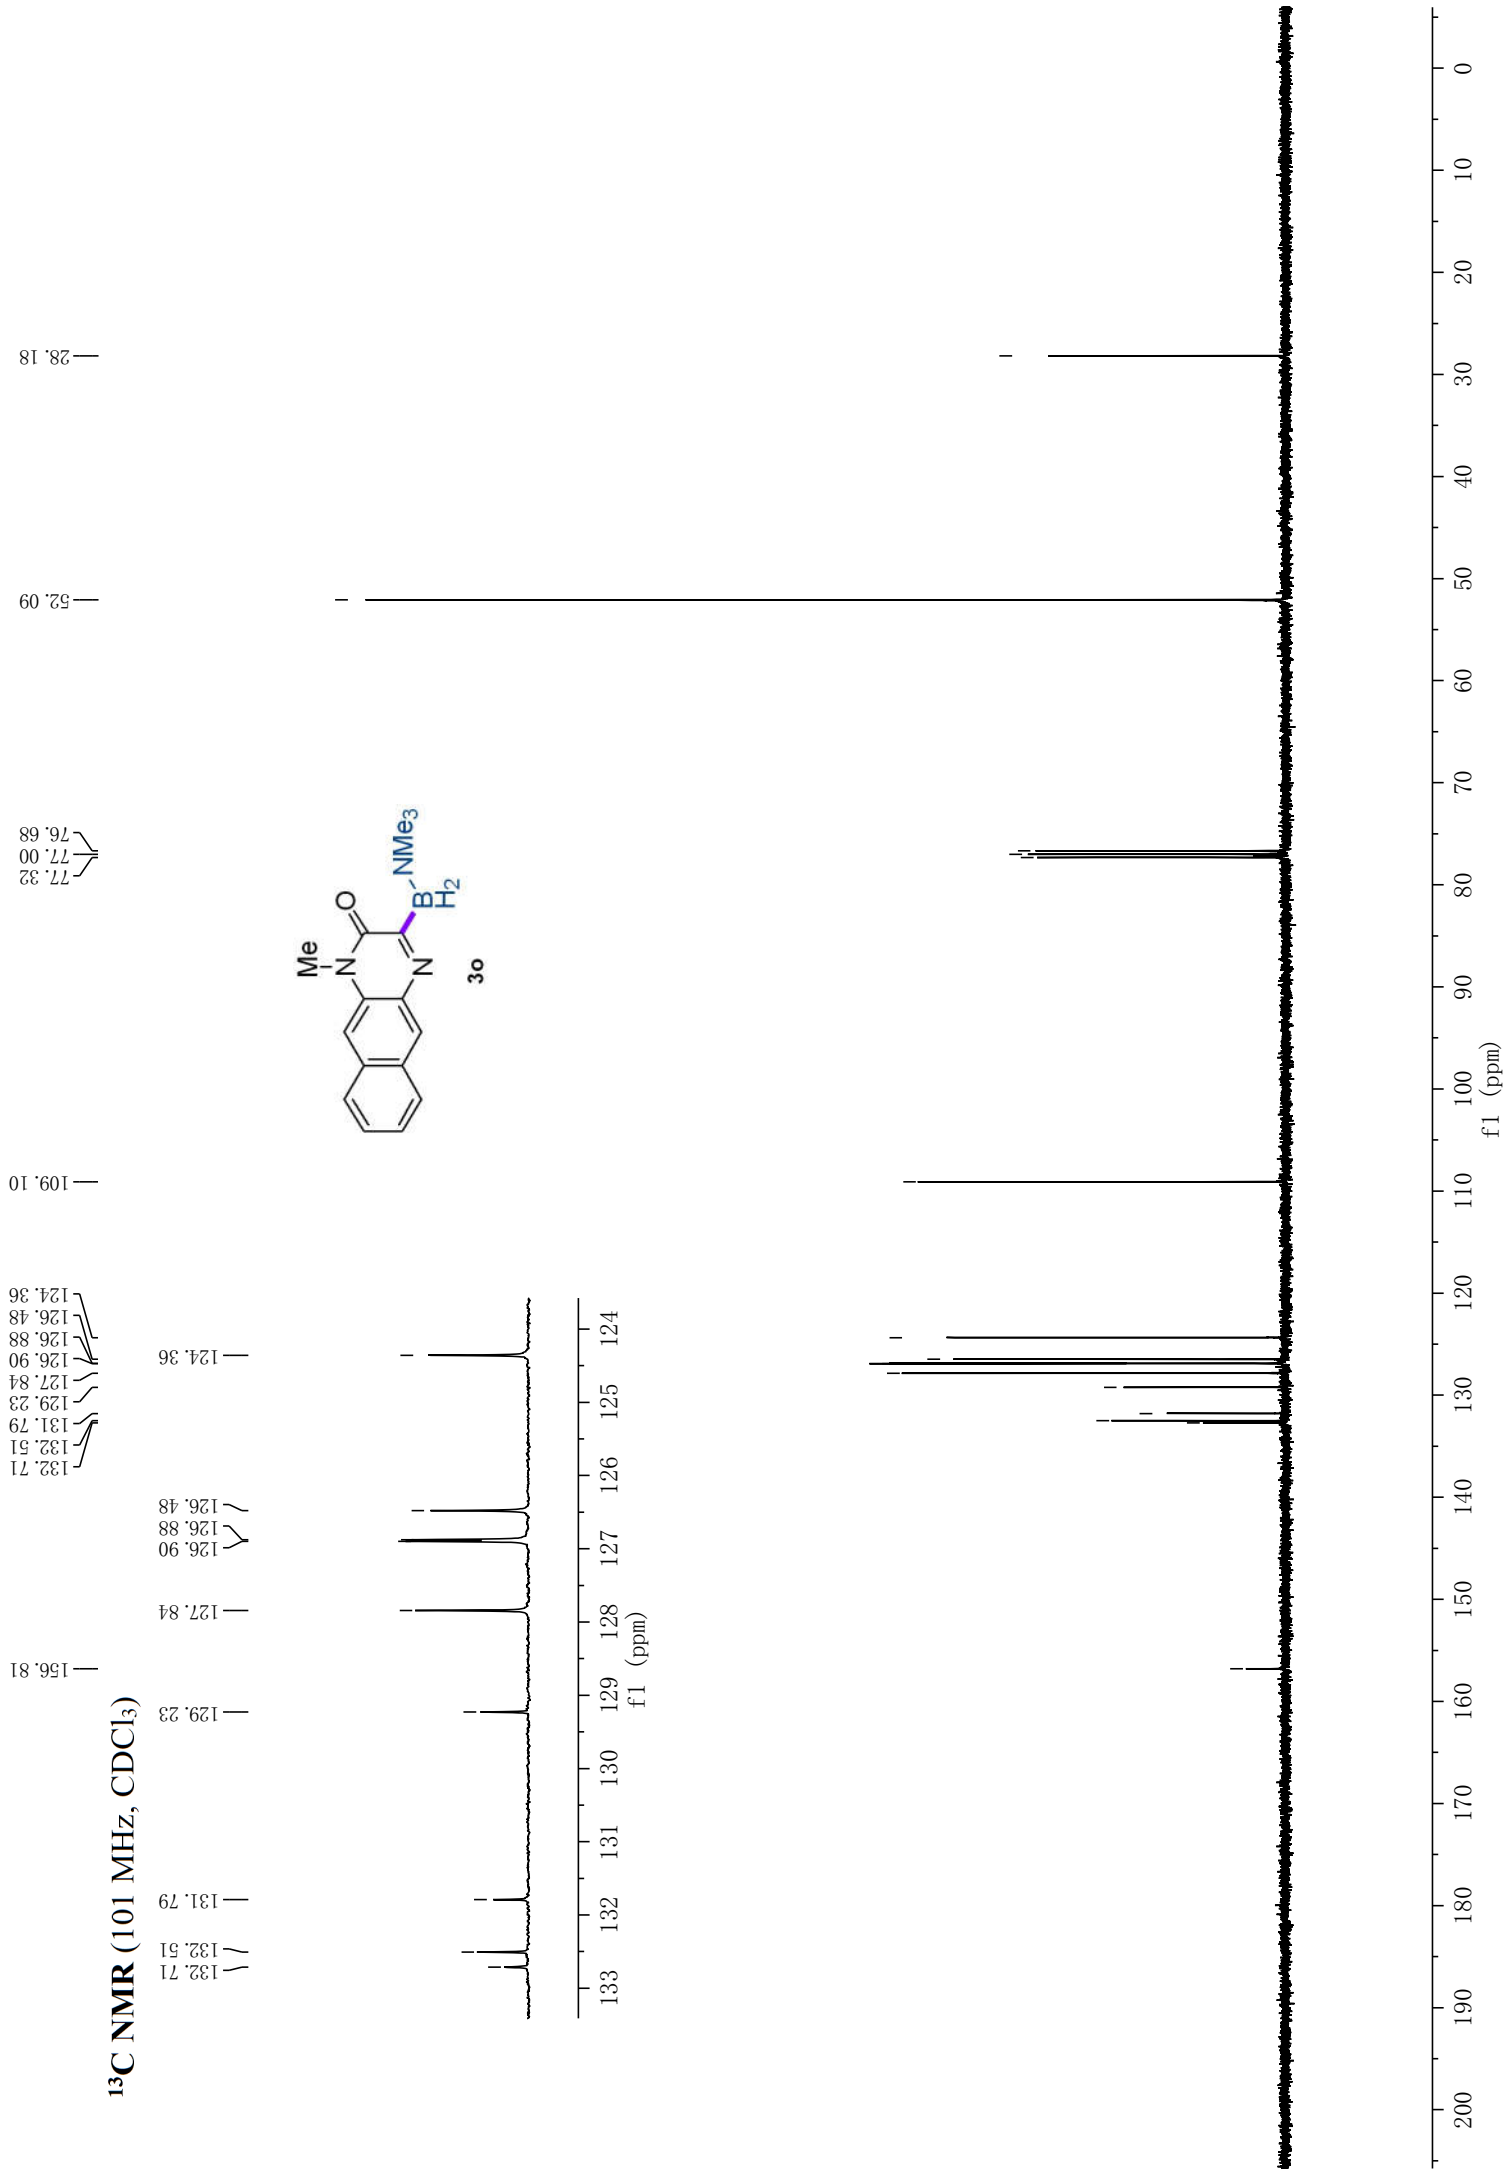 ¹³C NMR (101 MHz, CDCl₃)
156.81
132.71
132.51
131.79
129.23
127.84
126.90
126.88
126.48
124.36
109.10
77.32
77.00
76.68
52.09
28.18
132.71
132.51
131.79
129.23
127.84
126.90
126.88
126.48
124.36
133 132 131 130 129 128 127 126 125 124
f1 (ppm)
Me
N
O
N
B
H₂
NMe₃
3o
200 190 180 170 160 150 140 130 120 110 100 90 80 70 60 50 40 30 20 10 0
f1 (ppm)